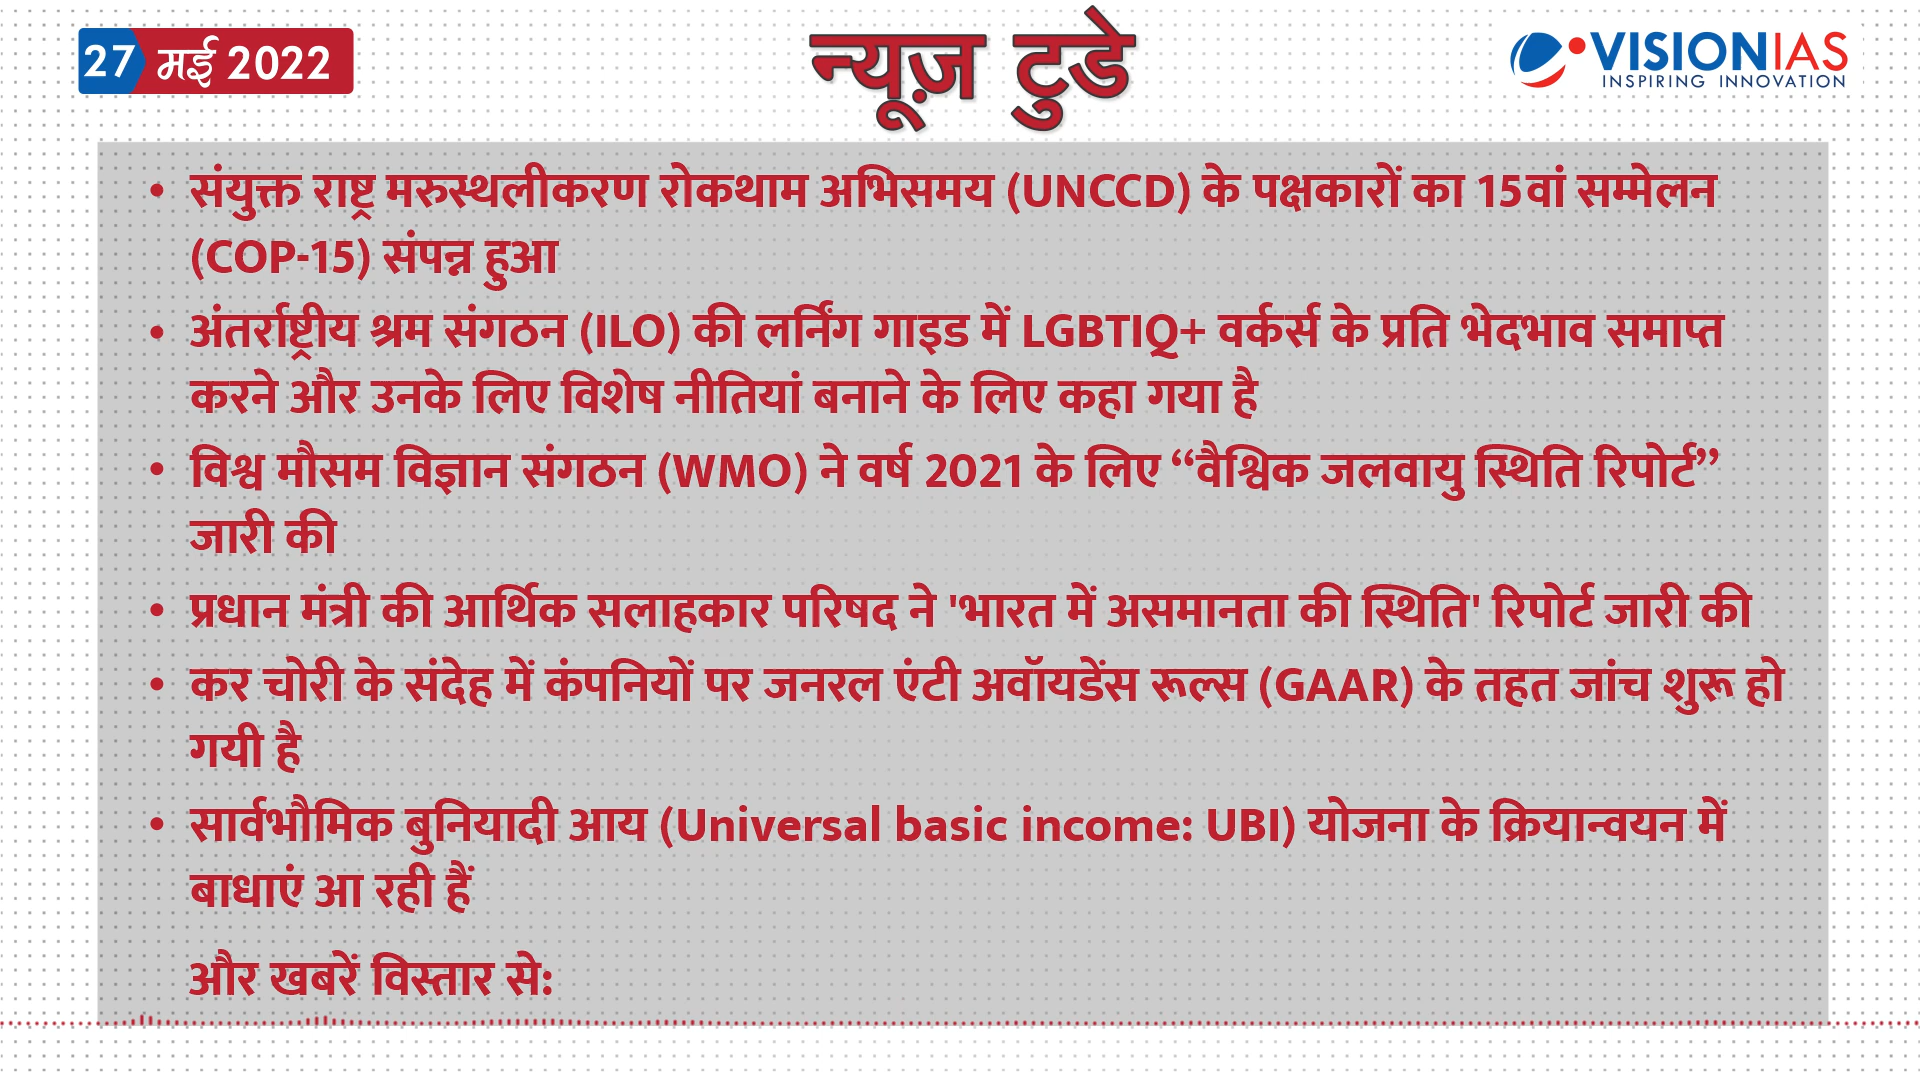 27 मई 2022
न्यूज़ टुडे
VISIONIAS
INSPIRING INNOVATION
• संयुक्त राष्ट्र मरुस्थलीकरण रोकथाम अभिसमय (UNCCD) के पक्षकारों का 15वां सम्मेलन
(COP-15) संपन्न हुआ
• अंतर्राष्ट्रीय श्रम संगठन (ILO) की लर्निंग गाइड में LGBTIQ+ वर्कर्स के प्रति भेदभाव समाप्त
करने और उनके लिए विशेष नीतियां बनाने के लिए कहा गया है
• विश्व मौसम विज्ञान संगठन (WMO) ने वर्ष 2021 के लिए “वैश्विक जलवायु स्थिति रिपोर्ट”
जारी की
• प्रधान मंत्री की आर्थिक सलाहकार परिषद ने 'भारत में असमानता की स्थिति' रिपोर्ट जारी की
• कर चोरी के संदेह में कंपनियों पर जनरल एंटी अवॉयडेंस रूल्स (GAAR) के तहत जांच शुरू हो
गयी है
• सार्वभौमिक बुनियादी आय (Universal basic income: UBI) योजना के क्रियान्वयन में
बाधाएं आ रही हैं
और खबरें विस्तार से: